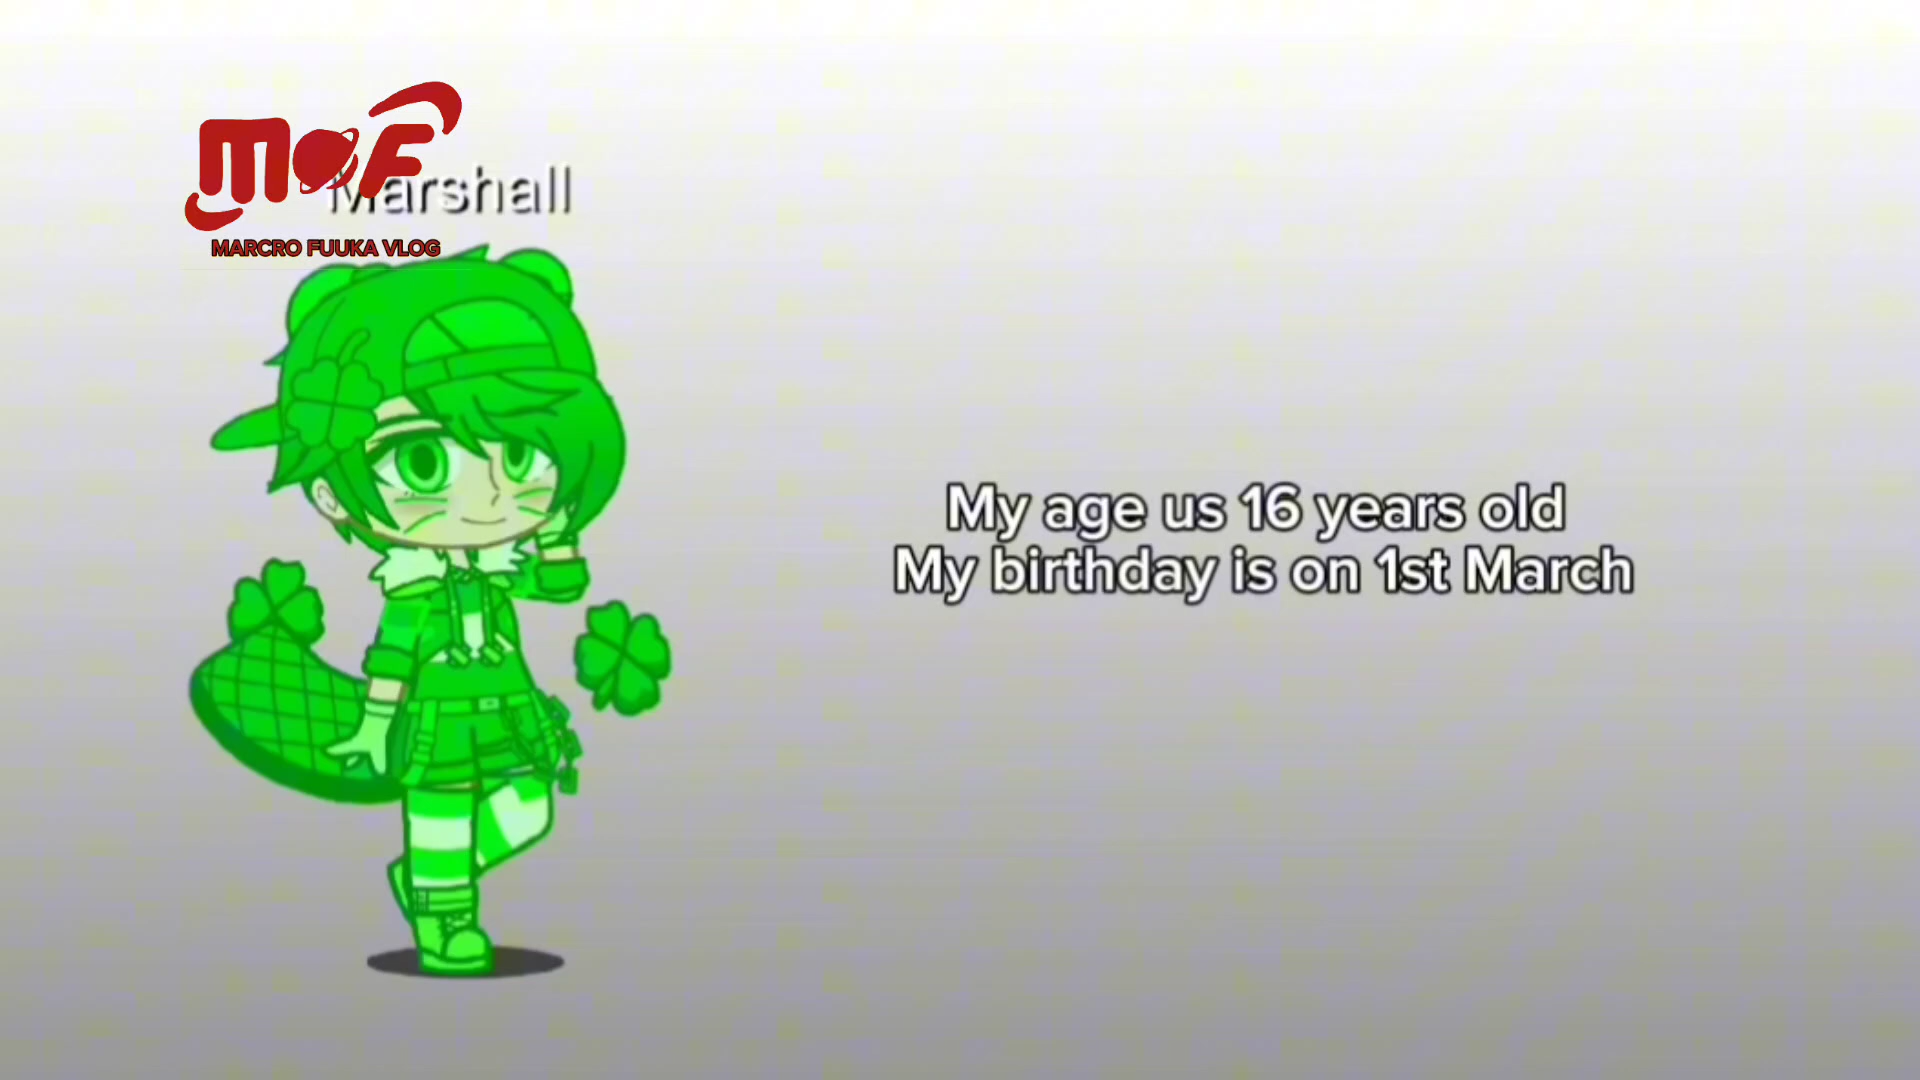 MOF
Marshall
MARCRO FUUKA VLOG
My age us 16 years old
My birthday is on 1st March